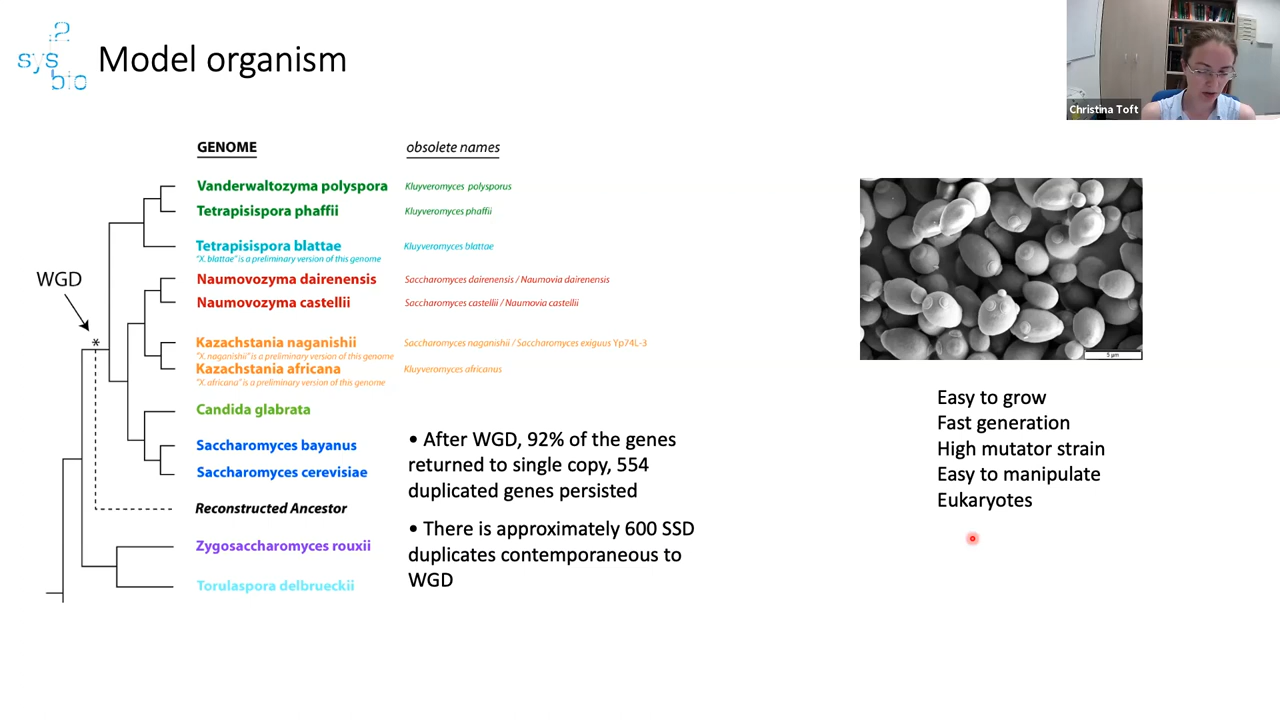 sys
bio
2
Model organism
Christina Toft
GENOME
obsolete names
Vanderwaltozyma polyspora
Kluyveromyces polysporus
Tetrapisispora phaffii
Kluyveromyces phaffii
Tetrapisispora blattae
Kluyveromyces blattae
"X. blattae" is a preliminary version of this genome
WGD
Naumovozyma dairenensis
Saccharomyces dairenensis / Naumovia dairenensis
Naumovozyma castellii
Saccharomyces castellii / Naumovia castellii
*
Kazachstania naganishii
Saccharomyces naganishii / Saccharomyces exiguus Yp74L-3
"X. naganishii" is a preliminary version of this genome
Kazachstania africana
Kluyveromyces africanus
"X. africana" is a preliminary version of this genome
Candida glabrata
Saccharomyces bayanus
Saccharomyces cerevisiae
Reconstructed Ancestor
Zygosaccharomyces rouxii
Torulaspora delbrueckii
• After WGD, 92% of the genes
returned to single copy, 554
duplicated genes persisted
• There is approximately 600 SSD
duplicates contemporaneous to
WGD
5 µm
Easy to grow
Fast generation
High mutator strain
Easy to manipulate
Eukaryotes